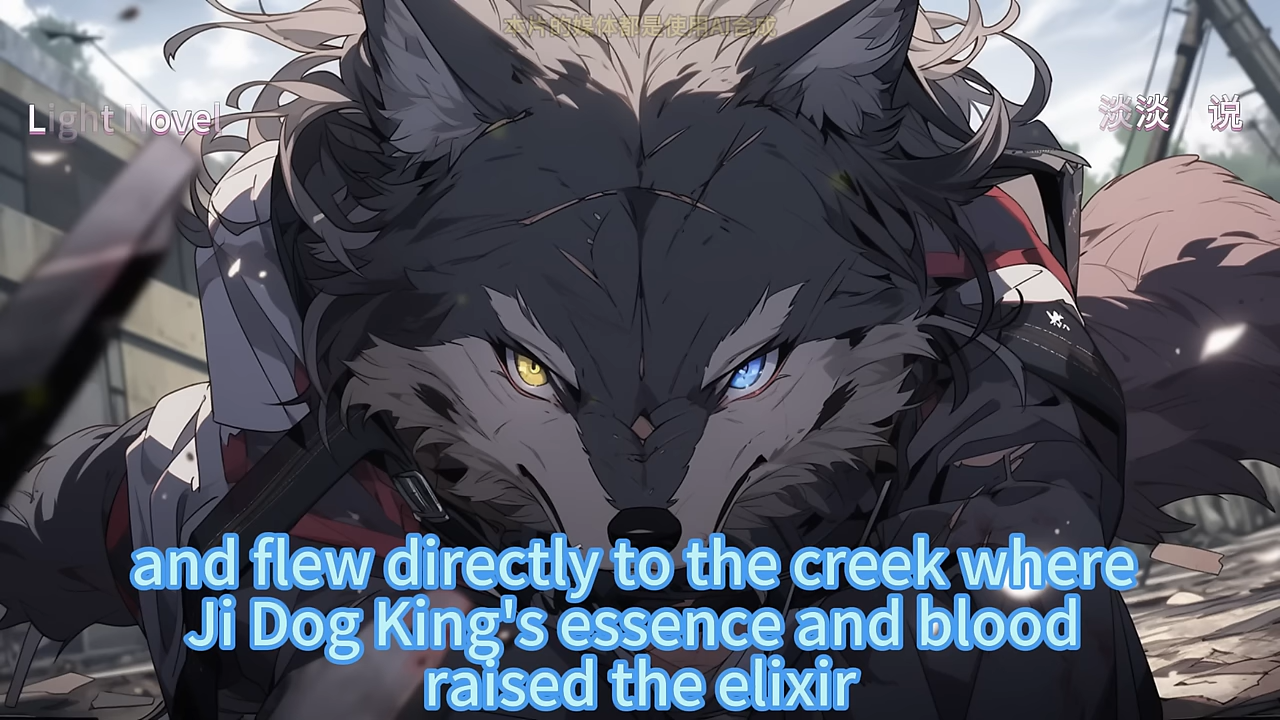 本片的媒体都是使用AI合成
Light Novel
淡淡 说
and flew directly to the creek where
Ji Dog King's essence and blood
raised the elixir